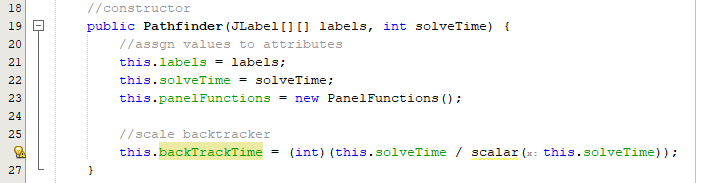 18 //constructor
19 public Pathfinder(JLabel[][] labels, int solveTime) {
20 //assgn values to attributes
21 this.labels = labels;
22 this.solveTime = solveTime;
23 this.panelFunctions = new PanelFunctions();
24
25 //scale backtracker
this.backTrackTime = (int)(this.solveTime / scalar(x: this.solveTime));
27 }